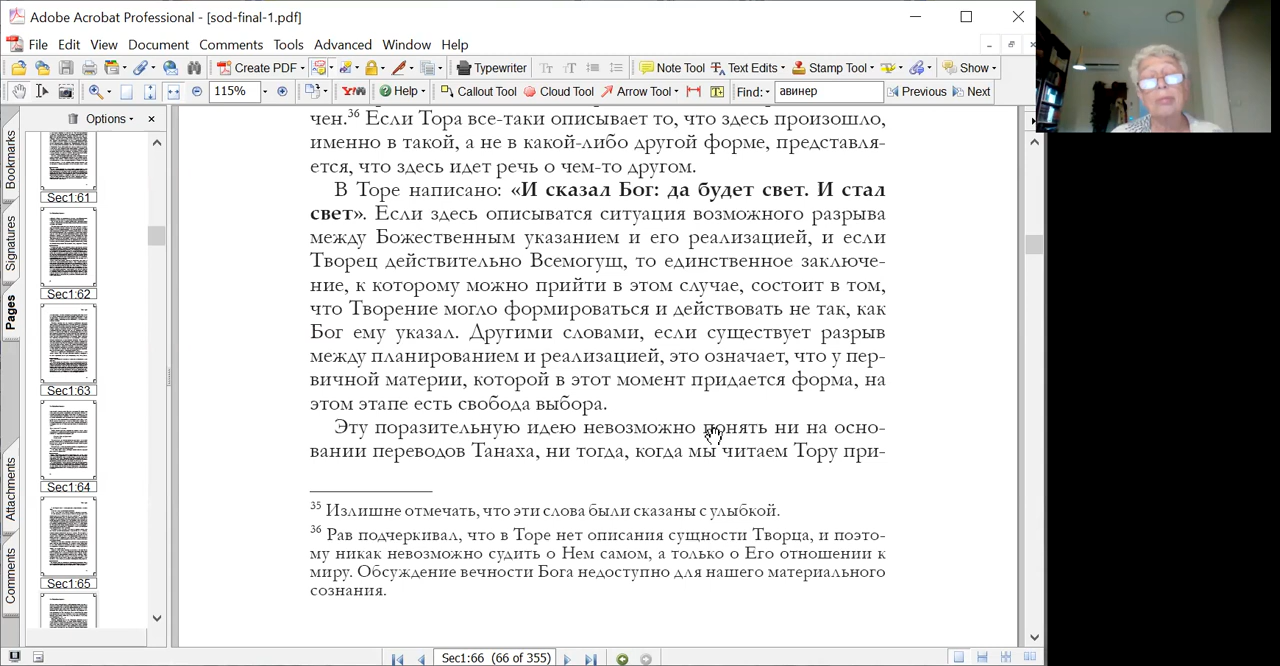 Adobe Acrobat Professional - [sod-final-1.pdf]
File Edit View Document Comments Tools Advanced Window Help
Create PDF Typewriter Note Tool Text Edits Stamp Tool Show
115% Help Callout Tool Cloud Tool Arrow Tool Find: авинер Previous Next
Options
Bookmarks
Signatures
Pages
Attachments
Comments
Sec1:61
Sec1:62
Sec1:63
Sec1:64
Sec1:65
чен.36 Если Тора все-таки описывает то, что здесь произошло,
именно в такой, а не в какой-либо другой форме, представля-
ется, что здесь идет речь о чем-то другом.
В Торе написано: «И сказал Бог: да будет свет. И стал
свет». Если здесь описыватся ситуация возможного разрыва
между Божественным указанием и его реализацией, и если
Творец действительно Всемогущ, то единственное заключе-
ние, к которому можно прийти в этом случае, состоит в том,
что Творение могло формироваться и действовать не так, как
Бог ему указал. Другими словами, если существует разрыв
между планированием и реализацией, это означает, что у пер-
вичной материи, которой в этот момент придается форма, на
этом этапе есть свобода выбора.
Эту поразительную идею невозможно понять ни на осно-
вании переводов Танаха, ни тогда, когда мы читаем Тору при-
35 Излишне отмечать, что эти слова были сказаны с улыбкой.
36 Рав подчеркивал, что в Торе нет описания сущности Творца, и поэто-
му никак невозможно судить о Нем самом, а только о Его отношении к
миру. Обсуждение вечности Бога недоступно для нашего материального
сознания.
Sec1:66 (66 of 355)